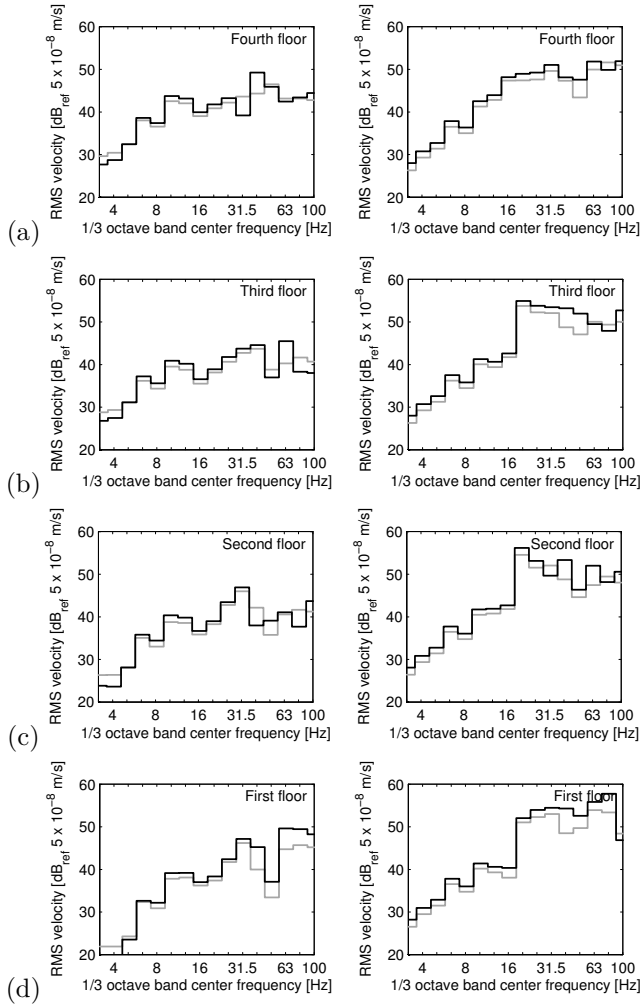 Fourth floor
60
50
40
30
20
4 8 16 31.5 63 100
RMS velocity [dB_ref 5 x 10^−8 m/s]
1/3 octave band center frequency [Hz]
Fourth floor
60
50
40
30
20
4 8 16 31.5 63 100
RMS velocity [dB_ref 5 x 10^−8 m/s]
1/3 octave band center frequency [Hz]
(a)
Third floor
60
50
40
30
20
4 8 16 31.5 63 100
RMS velocity [dB_ref 5 x 10^−8 m/s]
1/3 octave band center frequency [Hz]
Third floor
60
50
40
30
20
4 8 16 31.5 63 100
RMS velocity [dB_ref 5 x 10^−8 m/s]
1/3 octave band center frequency [Hz]
(b)
Second floor
60
50
40
30
20
4 8 16 31.5 63 100
RMS velocity [dB_ref 5 x 10^−8 m/s]
1/3 octave band center frequency [Hz]
Second floor
60
50
40
30
20
4 8 16 31.5 63 100
RMS velocity [dB_ref 5 x 10^−8 m/s]
1/3 octave band center frequency [Hz]
(c)
First floor
60
50
40
30
20
4 8 16 31.5 63 100
RMS velocity [dB_ref 5 x 10^−8 m/s]
1/3 octave band center frequency [Hz]
First floor
60
50
40
30
20
4 8 16 31.5 63 100
RMS velocity [dB_ref 5 x 10^−8 m/s]
1/3 octave band center frequency [Hz]
(d)